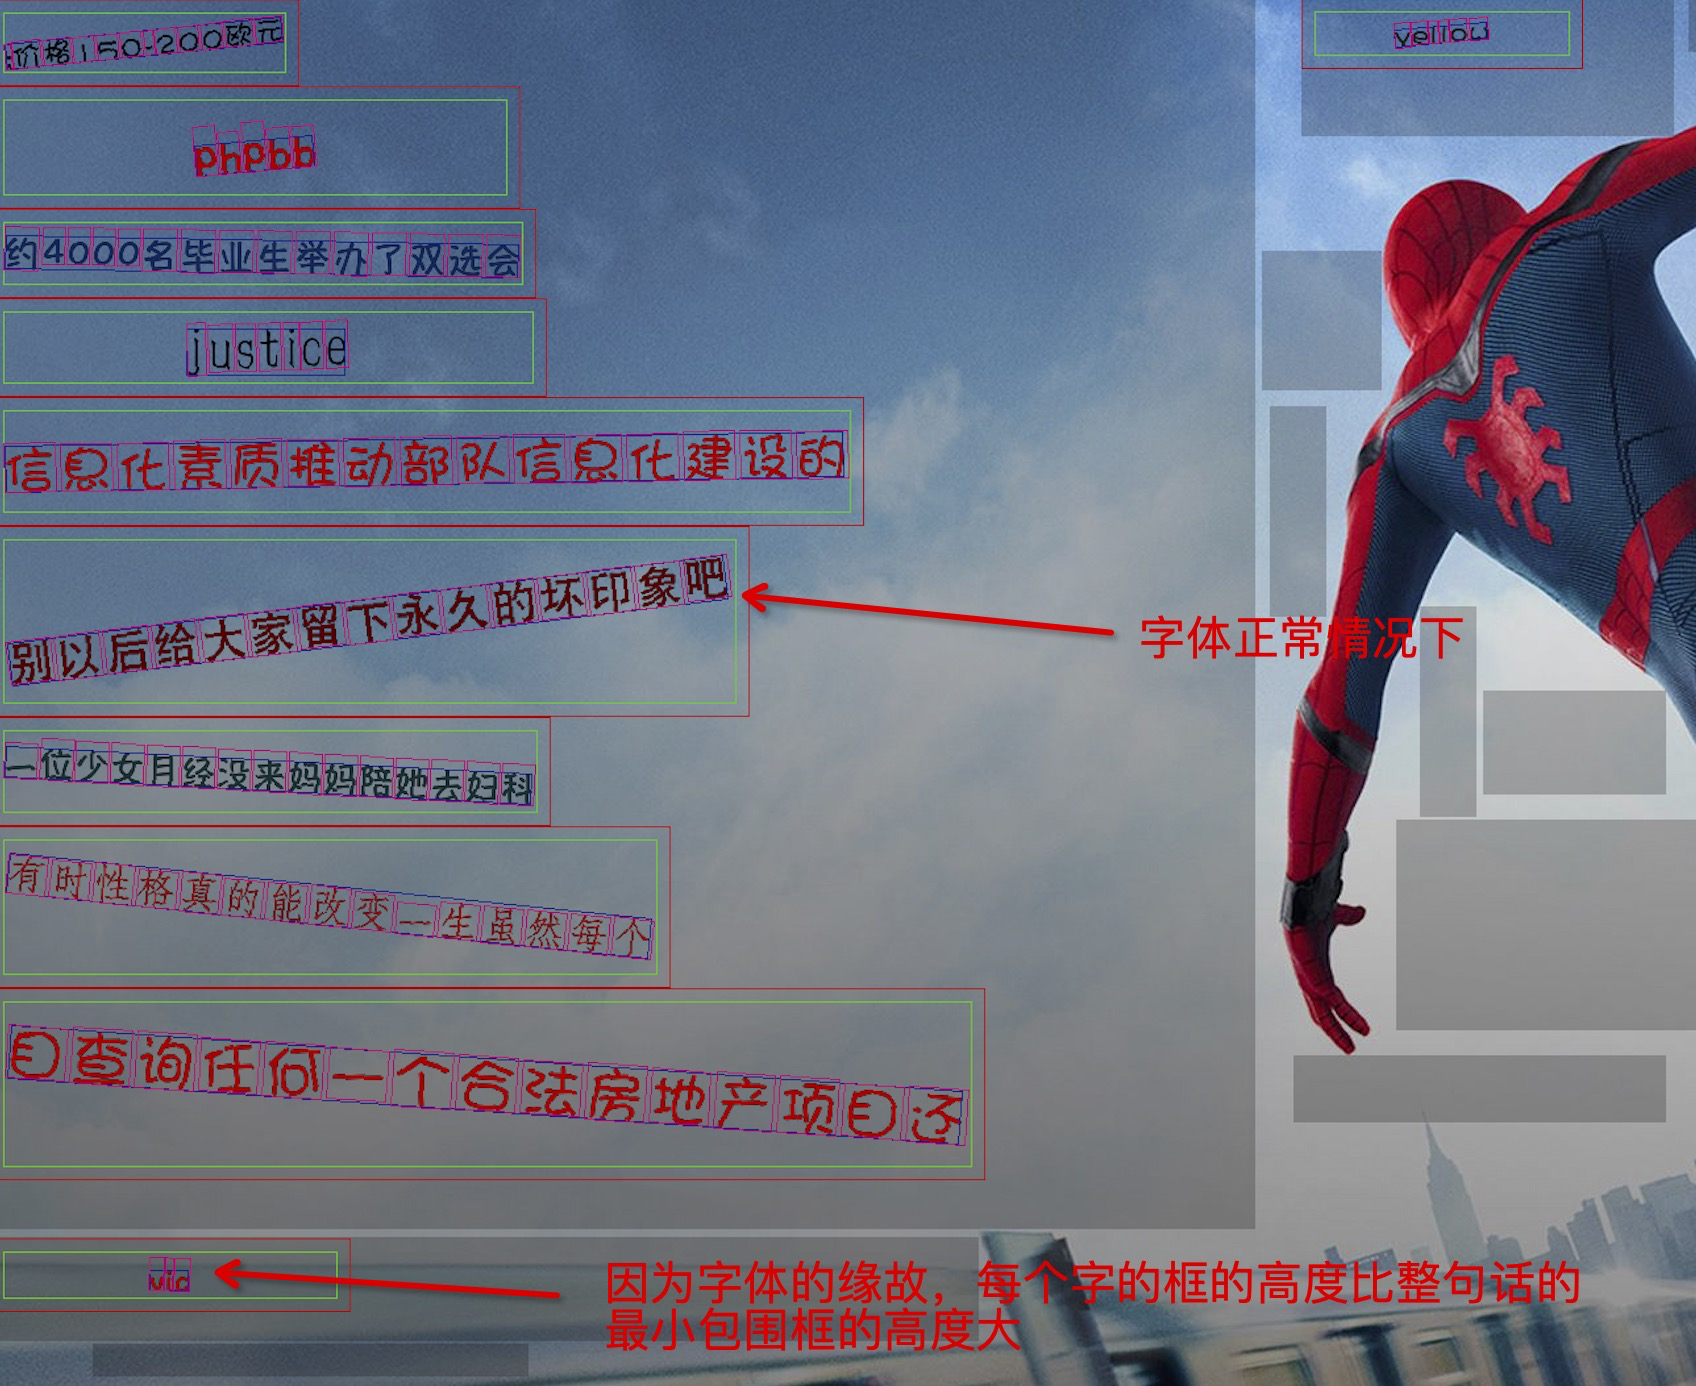 :价格150-200欧元
yellow
phpbb
约4000名毕业生举办了双选会
justice
信息化素质推动部队信息化建设的
别以后给大家留下永久的坏印象吧
字体正常情况下
一位少女月经没来妈妈陪她去妇科
有时性格真的能改变一生虽然每个
目查询任何一个合法房地产项目还
vic
因为字体的缘故，每个字的框的高度比整句话的
最小包围框的高度大